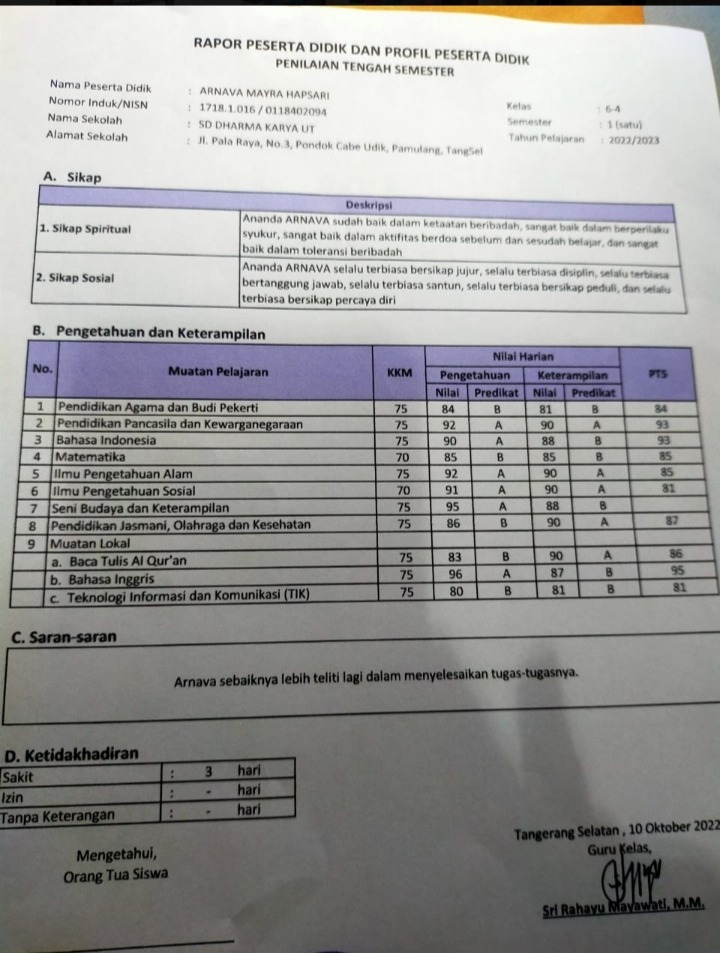 RAPOR PESERTA DIDIK DAN PROFIL PESERTA DIDIK
PENILAIAN TENGAH SEMESTER
Nama Peserta Didik : ARNAVA MAYRA HAPSARI
Nomor Induk/NISN : 1718.1.016 / 0118402094
Nama Sekolah : SD DHARMA KARYA UT
Alamat Sekolah : Jl. Pala Raya, No.3, Pondok Cabe Udik, Pamulang, TangSel
Kelas : 6-4
Semester : 1 (satu)
Tahun Pelajaran : 2022/2023
A. Sikap
Deskripsi
1. Sikap Spiritual
Ananda ARNAVA sudah baik dalam ketaatan beribadah, sangat baik dalam berperilaku
syukur, sangat baik dalam aktifitas berdoa sebelum dan sesudah belajar, dan sangat
baik dalam toleransi beribadah
2. Sikap Sosial
Ananda ARNAVA selalu terbiasa bersikap jujur, selalu terbiasa disiplin, selalu terbiasa
bertanggung jawab, selalu terbiasa santun, selalu terbiasa bersikap peduli, dan selalu
terbiasa bersikap percaya diri
B. Pengetahuan dan Keterampilan
No. Muatan Pelajaran KKM Nilai Harian PTS
Pengetahuan Keterampilan
Nilai Predikat Nilai Predikat
1 Pendidikan Agama dan Budi Pekerti 75 84 B 81 B 84
2 Pendidikan Pancasila dan Kewarganegaraan 75 92 A 90 A 93
3 Bahasa Indonesia 75 90 A 88 B 93
4 Matematika 70 85 B 85 B 85
5 Ilmu Pengetahuan Alam 75 92 A 90 A 85
6 Ilmu Pengetahuan Sosial 70 91 A 90 A 81
7 Seni Budaya dan Keterampilan 75 95 A 88 B
8 Pendidikan Jasmani, Olahraga dan Kesehatan 75 86 B 90 A 87
9 Muatan Lokal
a. Baca Tulis Al Qur'an 75 83 B 90 A 86
b. Bahasa Inggris 75 96 A 87 B 95
c. Teknologi Informasi dan Komunikasi (TIK) 75 80 B 81 B 81
C. Saran-saran
Arnava sebaiknya lebih teliti lagi dalam menyelesaikan tugas-tugasnya.
D. Ketidakhadiran
Sakit : 3 hari
Izin : - hari
Tanpa Keterangan : - hari
Mengetahui,
Orang Tua Siswa
Tangerang Selatan , 10 Oktober 2022
Guru Kelas,
Sri Rahayu Mayawati, M.M.